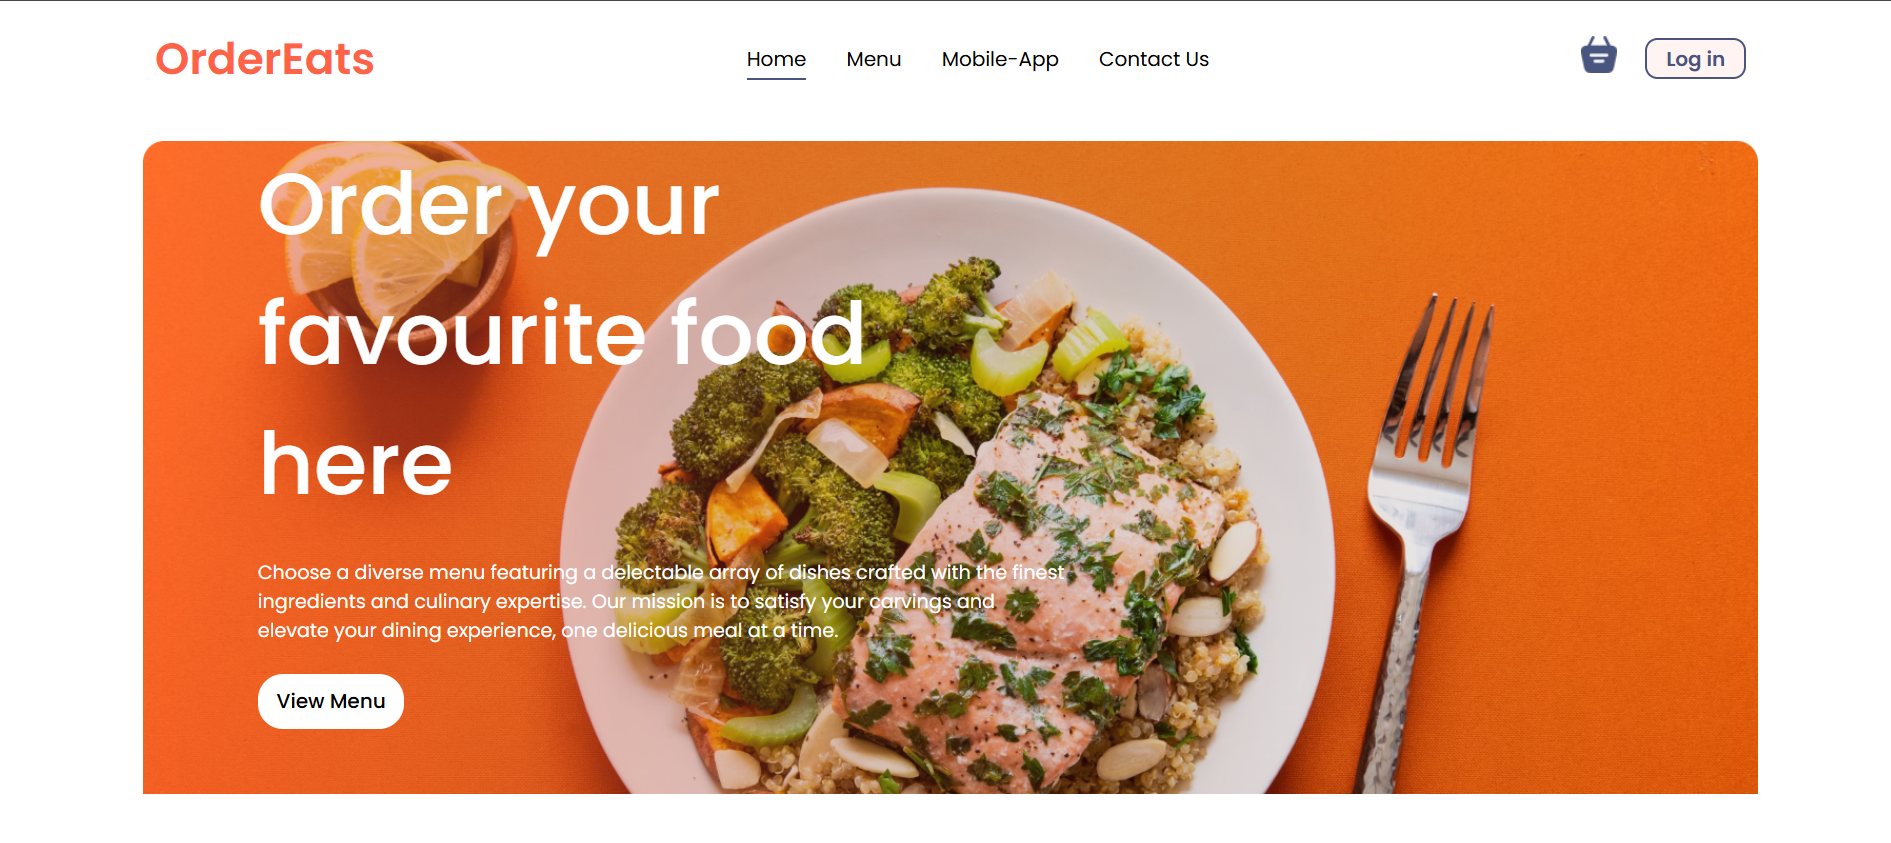 OrderEats
Home Menu Mobile-App Contact Us
Log in
Order your
favourite food
here
Choose a diverse menu featuring a delectable array of dishes crafted with the finest
ingredients and culinary expertise. Our mission is to satisfy your carvings and
elevate your dining experience, one delicious meal at a time.
View Menu